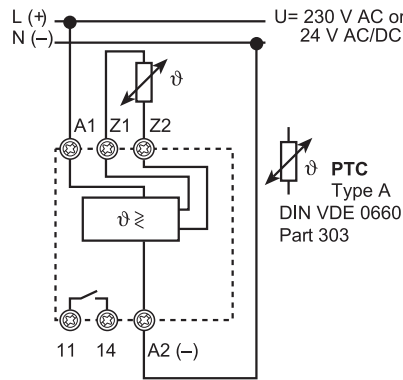 L (+)
N (–)
U= 230 V AC or
24 V AC/DC
ϑ
A1 Z1 Z2
ϑ PTC
Type A
DIN VDE 0660
Part 303
ϑ ≷
11 14 A2 (–)